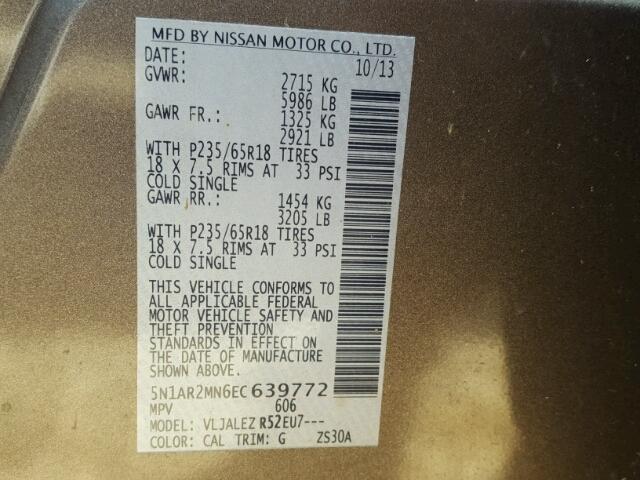 MFD BY NISSAN MOTOR CO., LTD.
DATE: 10/13
GVWR: 2715 KG
5986 LB
GAWR FR.: 1325 KG
2921 LB
WITH P235/65R18 TIRES
18 X 7.5 RIMS AT 33 PSI
COLD SINGLE
GAWR RR.: 1454 KG
3205 LB
WITH P235/65R18 TIRES
18 X 7.5 RIMS AT 33 PSI
COLD SINGLE
THIS VEHICLE CONFORMS TO
ALL APPLICABLE FEDERAL
MOTOR VEHICLE SAFETY AND
THEFT PREVENTION
STANDARDS IN EFFECT ON
THE DATE OF MANUFACTURE
SHOWN ABOVE.
5N1AR2MN6EC639772
MPV 606
MODEL: VLJALEZ R52EU7---
COLOR: CAL TRIM: G ZS30A